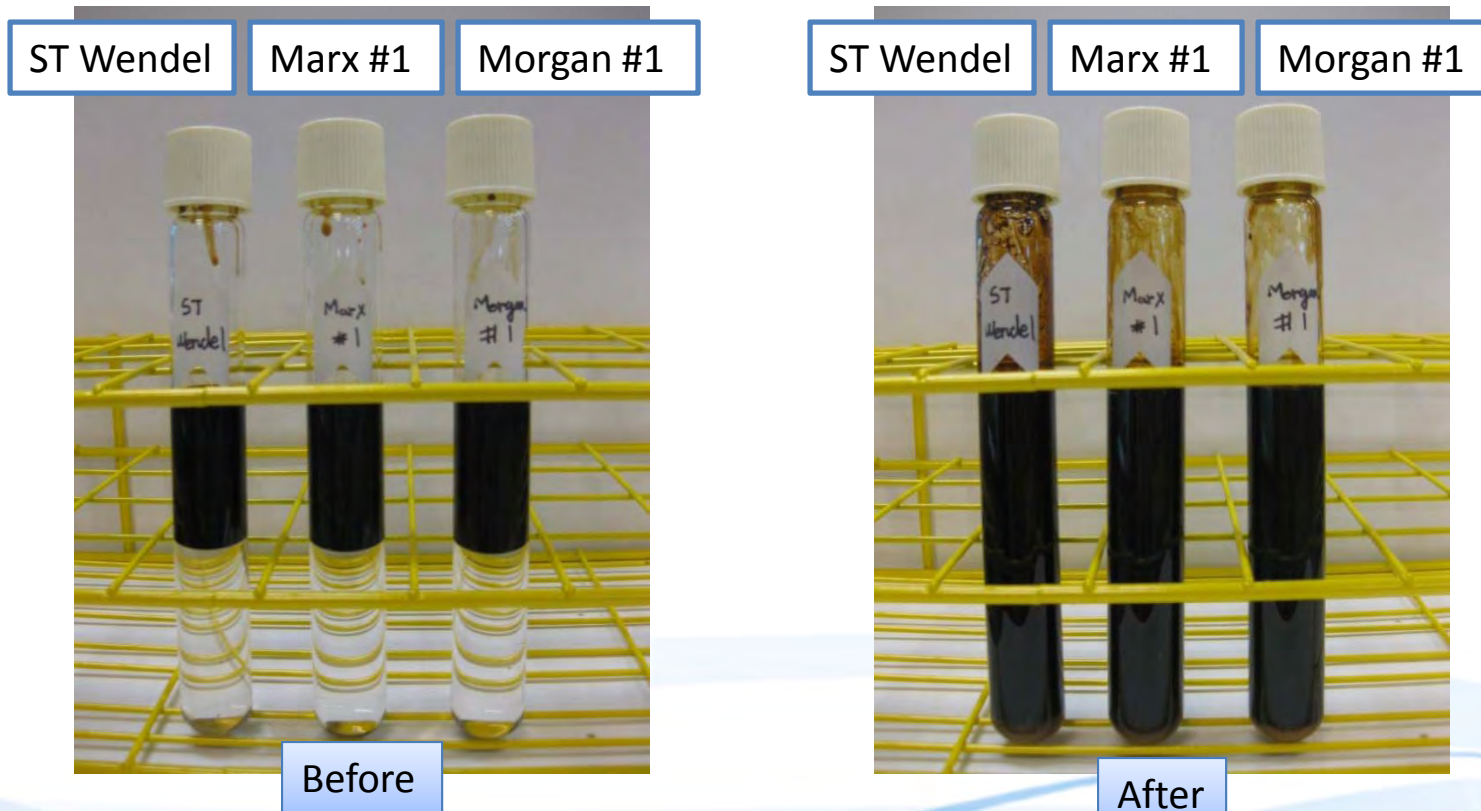 ST Wendel
Marx #1
Morgan #1
ST Wendel
Marx #1
Morgan #1
ST
Wendel
Marx
#1
Morgan
#1
ST
Wendel
Marx
#1
Morgan
#1
Before
After